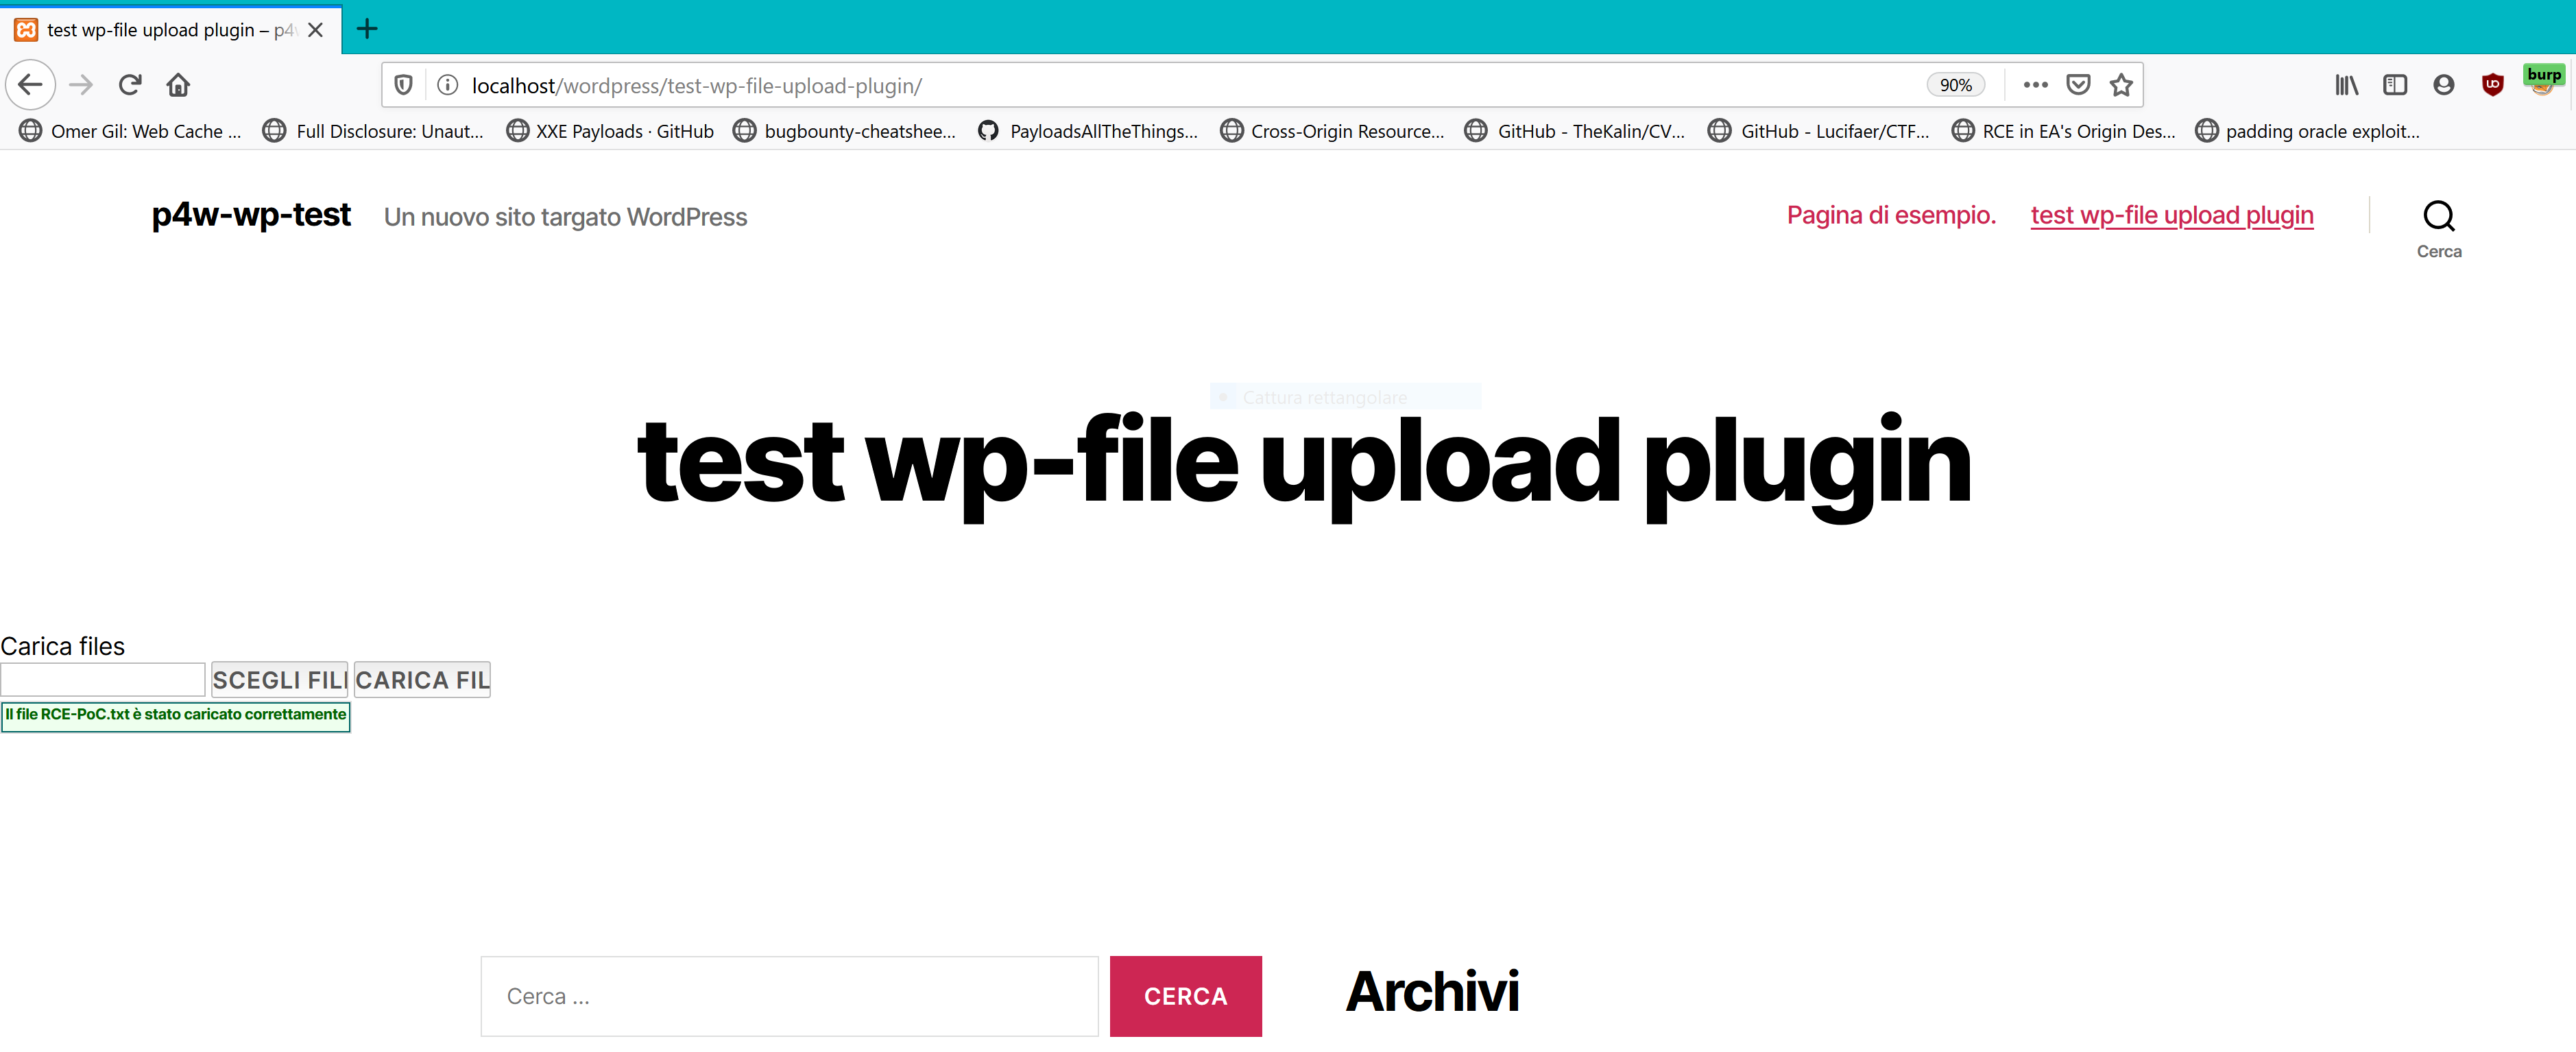 test wp-file upload plugin – p4w
burp
localhost/wordpress/test-wp-file-upload-plugin/ 90%
Omer Gil: Web Cache ... Full Disclosure: Unaut... XXE Payloads · GitHub bugbounty-cheatshee... PayloadsAllTheThings... Cross-Origin Resource... GitHub - TheKalin/CV... GitHub - Lucifaer/CTF... RCE in EA's Origin Des... padding oracle exploit...
p4w-wp-test Un nuovo sito targato WordPress Pagina di esempio. test wp-file upload plugin
Cerca
Cattura rettangolare
test wp-file upload plugin
Carica files
SCEGLI FILE CARICA FIL
Il file RCE-PoC.txt è stato caricato correttamente
Cerca ... CERCA Archivi